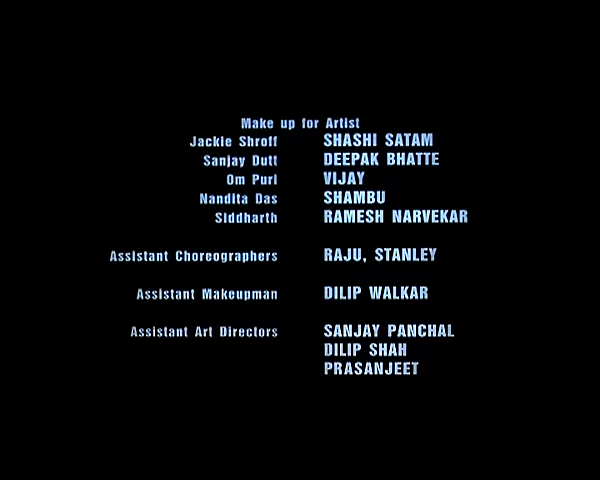 Make up for Artist
Jackie Shroff SHASHI SATAM
Sanjay Dutt DEEPAK BHATTE
Om Puri VIJAY
Nandita Das SHAMBU
Siddharth RAMESH NARVEKAR
Assistant Choreographers RAJU, STANLEY
Assistant Makeupman DILIP WALKAR
Assistant Art Directors SANJAY PANCHAL
DILIP SHAH
PRASANJEET